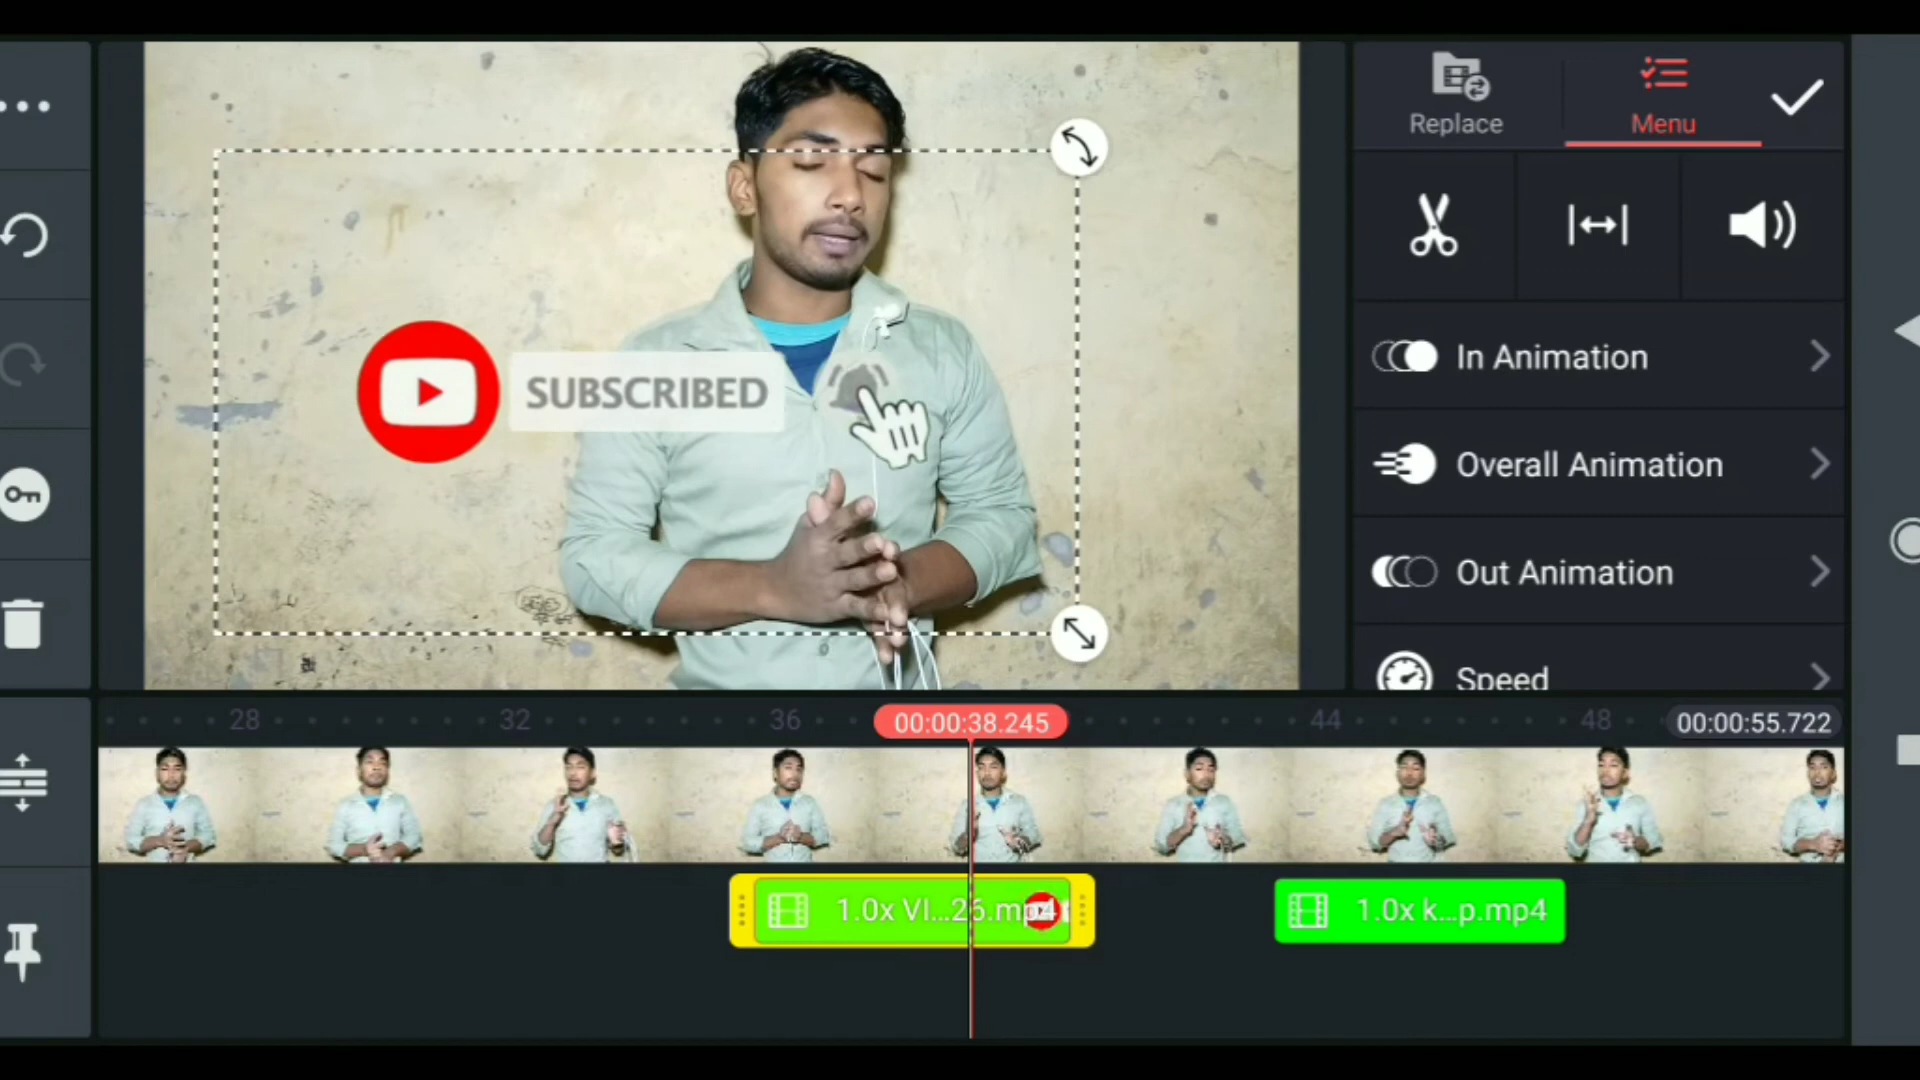 Replace
Menu
SUBSCRIBED
In Animation
Overall Animation
Out Animation
Speed
28
32
36
00:00:38.245
44
48
00:00:55.722
1.0x VI...26.mp4
1.0x k...p.mp4